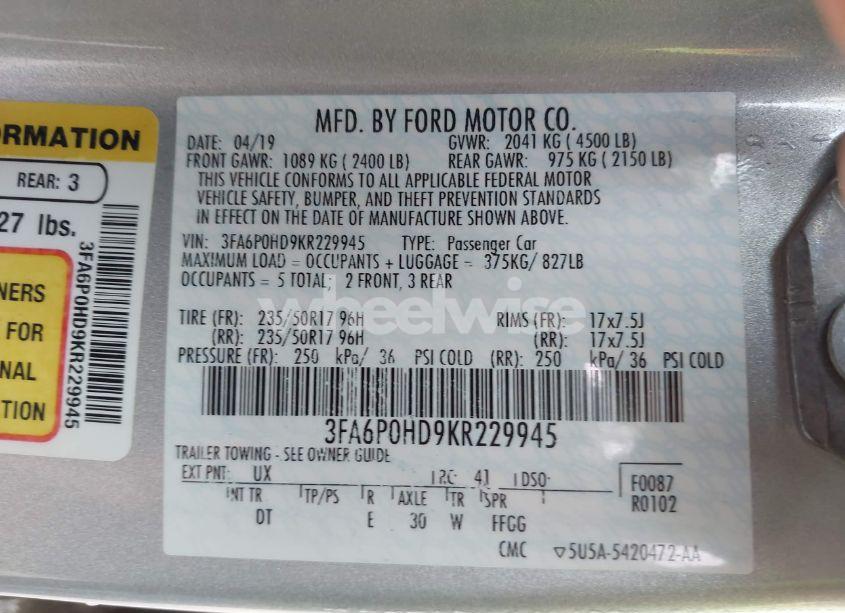 ORMATION
REAR: 3
27 lbs.
NERS
FOR
NAL
TION
3FA6P0HD9KR229945
MFD. BY FORD MOTOR CO.
DATE: 04/19 GVWR: 2041 KG ( 4500 LB)
FRONT GAWR: 1089 KG ( 2400 LB) REAR GAWR: 975 KG ( 2150 LB)
THIS VEHICLE CONFORMS TO ALL APPLICABLE FEDERAL MOTOR
VEHICLE SAFETY, BUMPER, AND THEFT PREVENTION STANDARDS
IN EFFECT ON THE DATE OF MANUFACTURE SHOWN ABOVE.
VIN: 3FA6P0HD9KR229945 TYPE: Passenger Car
MAXIMUM LOAD = OCCUPANTS + LUGGAGE = 375KG/ 827LB
OCCUPANTS = 5 TOTAL; 2 FRONT, 3 REAR
wheelwise
TIRE (FR): 235/50R17 96H RIMS (FR): 17x7.5J
(RR): 235/50R17 96H (RR): 17x7.5J
PRESSURE (FR): 250 kPa/ 36 PSI COLD (RR): 250 kPa/ 36 PSI COLD
3FA6P0HD9KR229945
TRAILER TOWING - SEE OWNER GUIDE
EXT PNT: UX RC: 41 DSO: F0087
INT TR TP/PS R AXLE TR SPR R0102
DT E 30 W FFGG
CMC ▽5U5A-5420472-AA